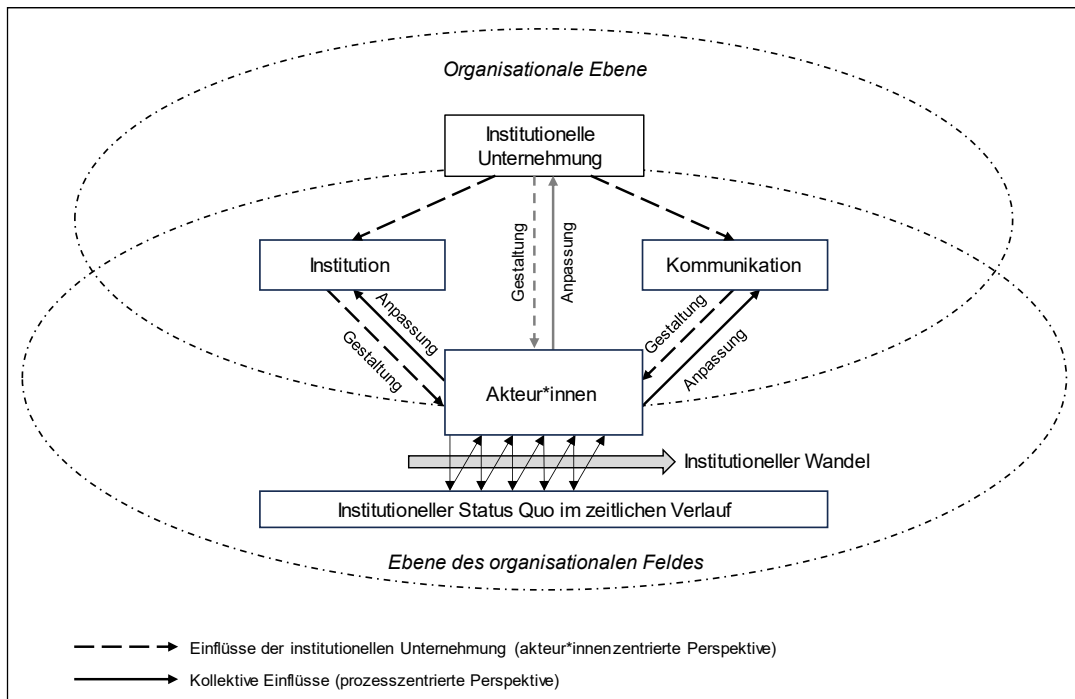 Organisationale Ebene
Institutionelle
Unternehmung
Gestaltung
Anpassung
Institution
Kommunikation
Anpassung
Gestaltung
Gestaltung
Anpassung
Akteur*innen
Institutioneller Wandel
Institutioneller Status Quo im zeitlichen Verlauf
Ebene des organisationalen Feldes
Einflüsse der institutionellen Unternehmung (akteur*innenzentrierte Perspektive)
Kollektive Einflüsse (prozesszentrierte Perspektive)